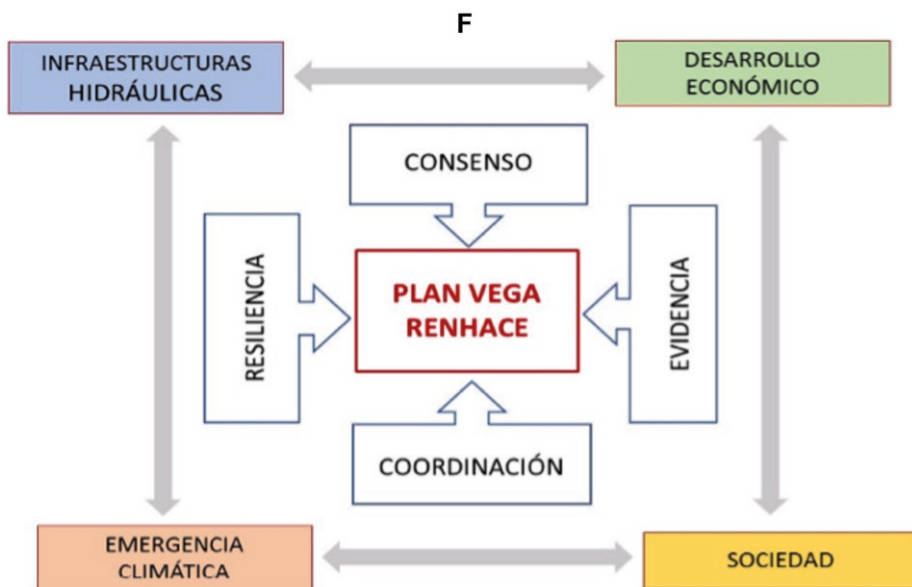 F
INFRAESTRUCTURAS
HIDRÁULICAS
DESARROLLO
ECONÓMICO
CONSENSO
RESILIENCIA
PLAN VEGA
RENHACE
EVIDENCIA
COORDINACIÓN
EMERGENCIA
CLIMÁTICA
SOCIEDAD